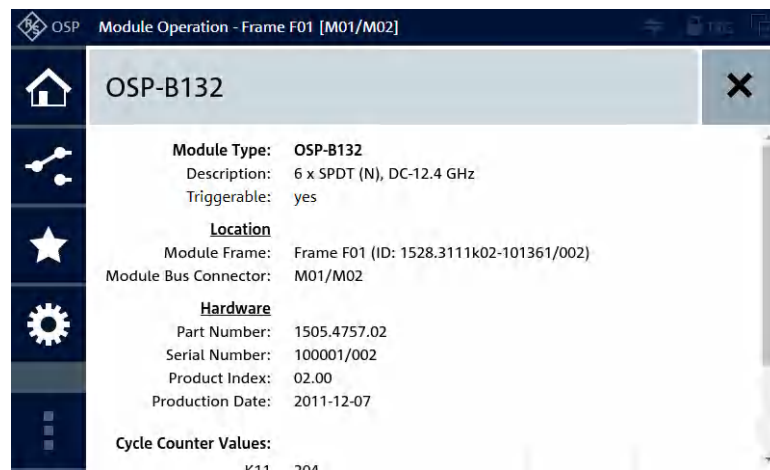 R&S OSP Module Operation - Frame F01 [M01/M02] TRG
OSP-B132
Module Type: OSP-B132
Description: 6 x SPDT (N), DC-12.4 GHz
Triggerable: yes
Location
Module Frame: Frame F01 (ID: 1528.3111k02-101361/002)
Module Bus Connector: M01/M02
Hardware
Part Number: 1505.4757.02
Serial Number: 100001/002
Product Index: 02.00
Production Date: 2011-12-07
Cycle Counter Values:
K11 304